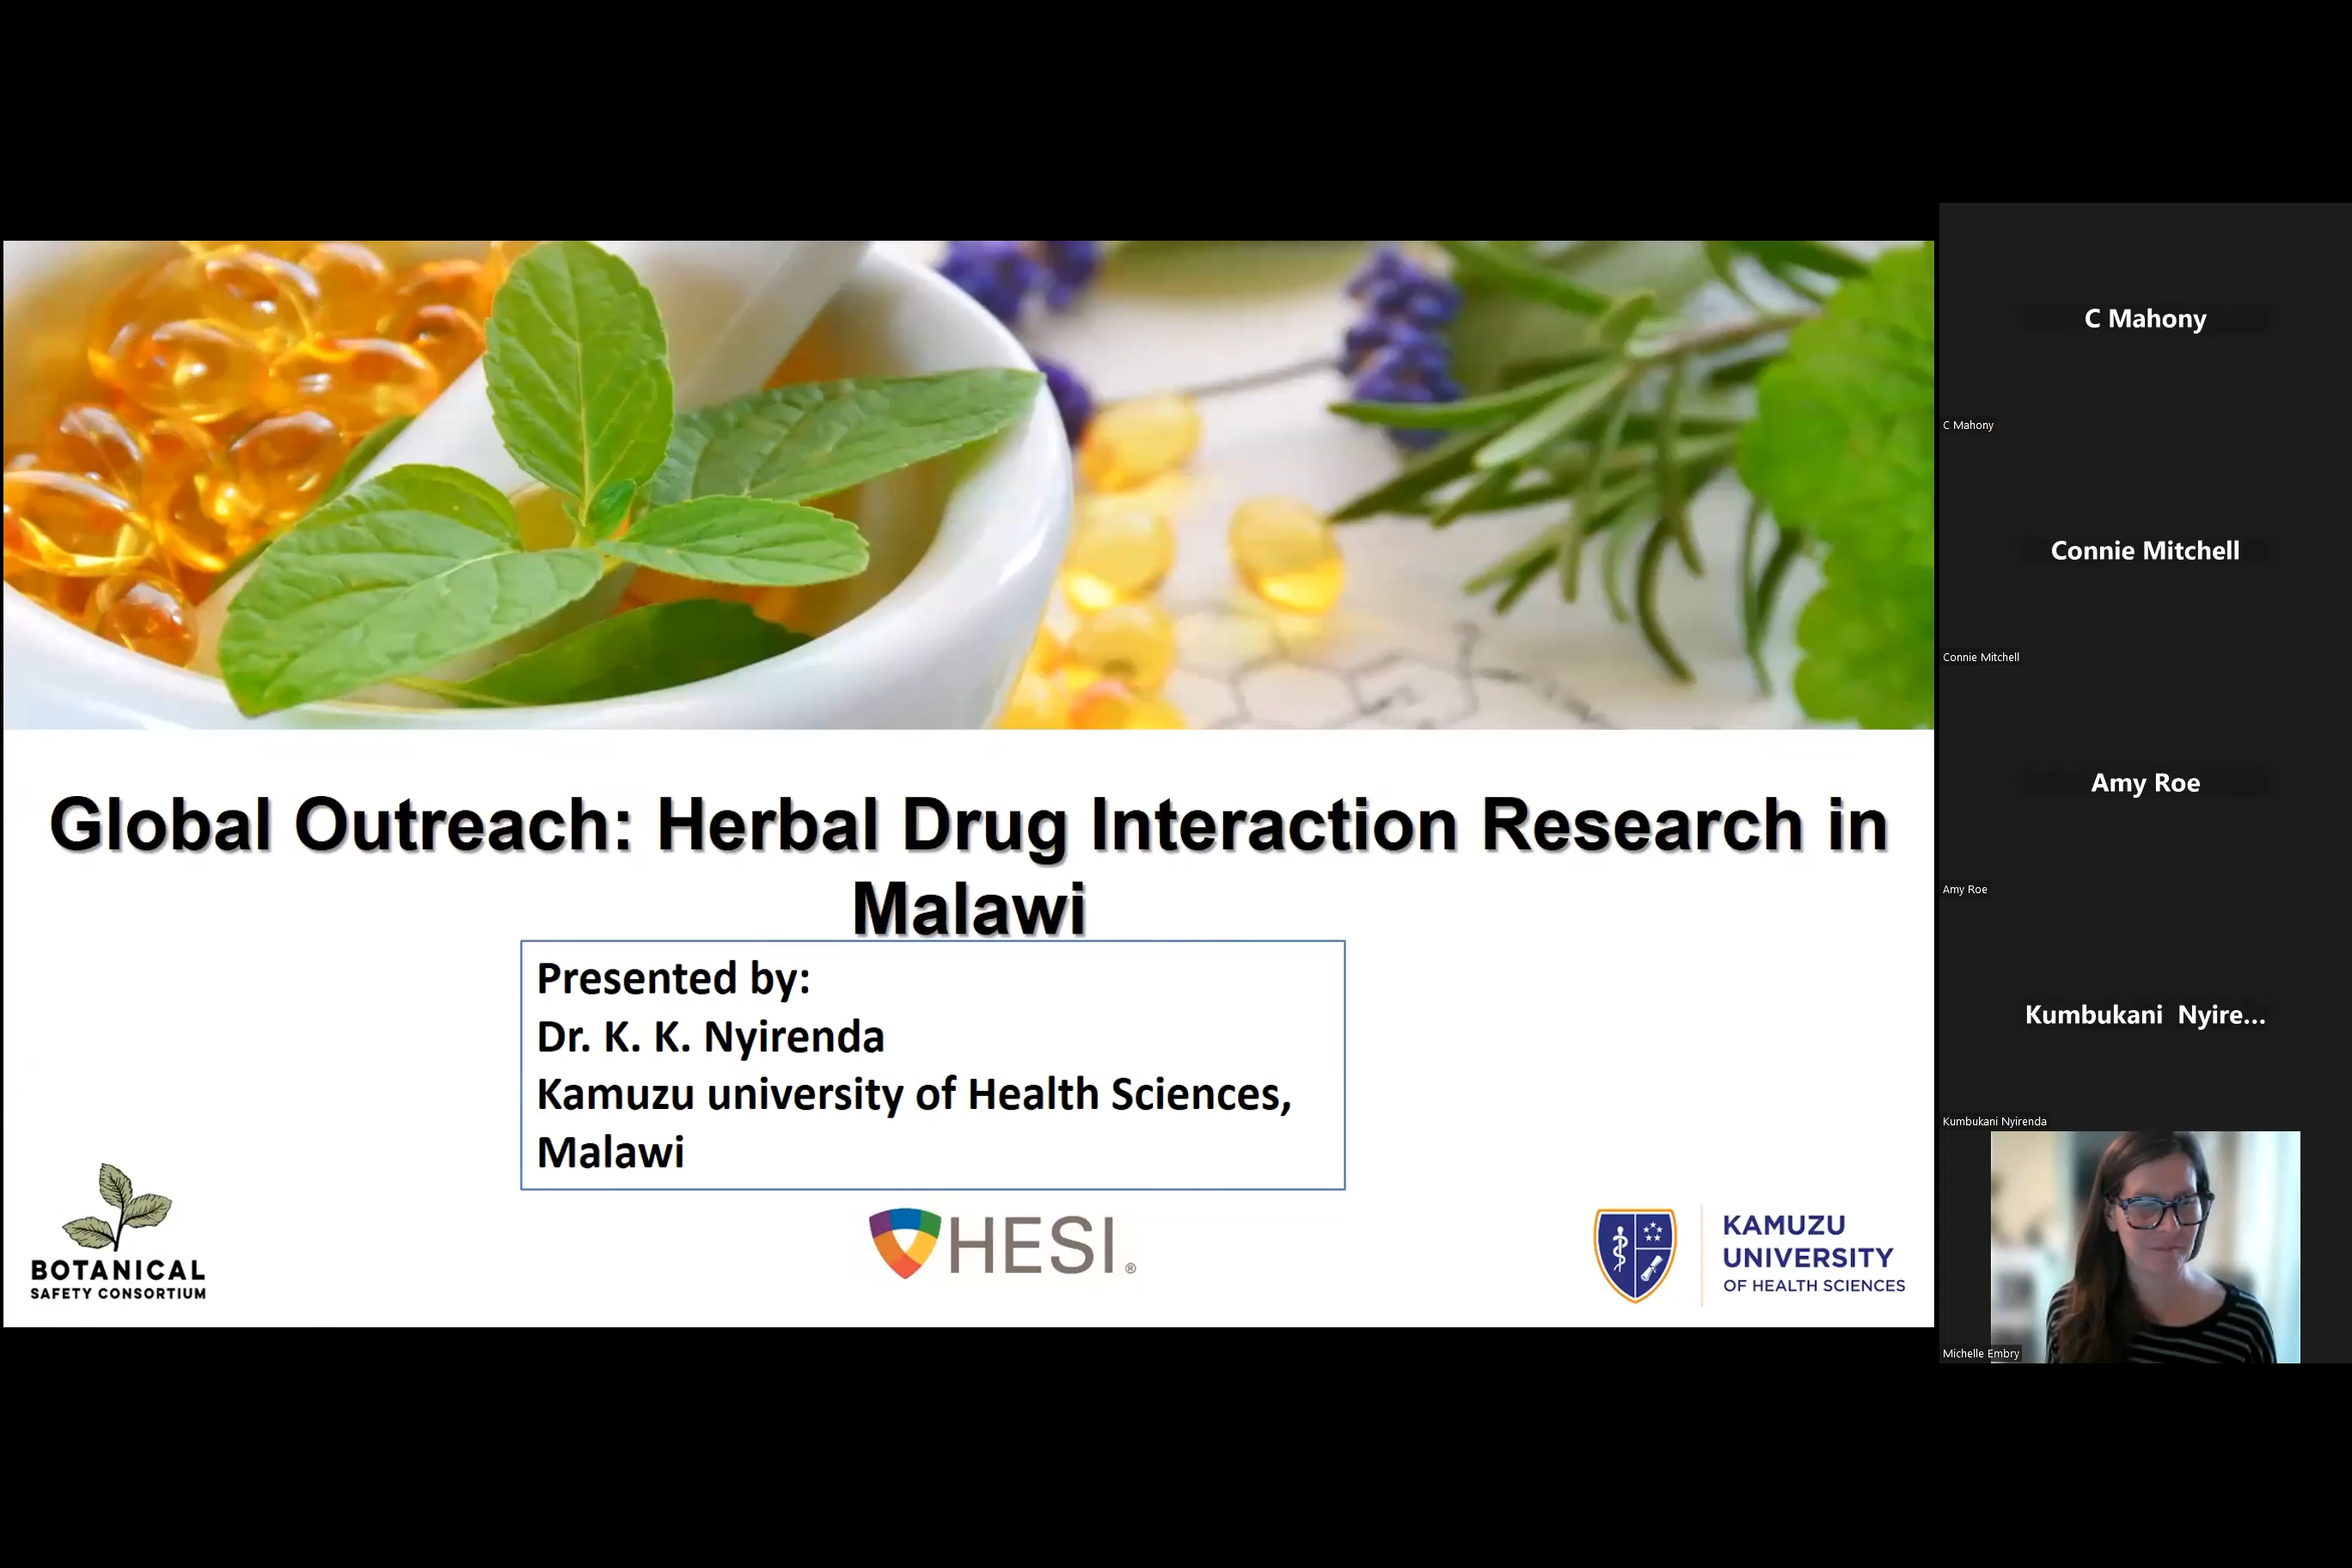 Global Outreach: Herbal Drug Interaction Research in
Malawi
Presented by:
Dr. K. K. Nyirenda
Kamuzu university of Health Sciences,
Malawi
BOTANICAL
SAFETY CONSORTIUM
HESI®
KAMUZU
UNIVERSITY
OF HEALTH SCIENCES
C Mahony
C Mahony
Connie Mitchell
Connie Mitchell
Amy Roe
Amy Roe
Kumbukani Nyire...
Kumbukani Nyirenda
Michelle Embry